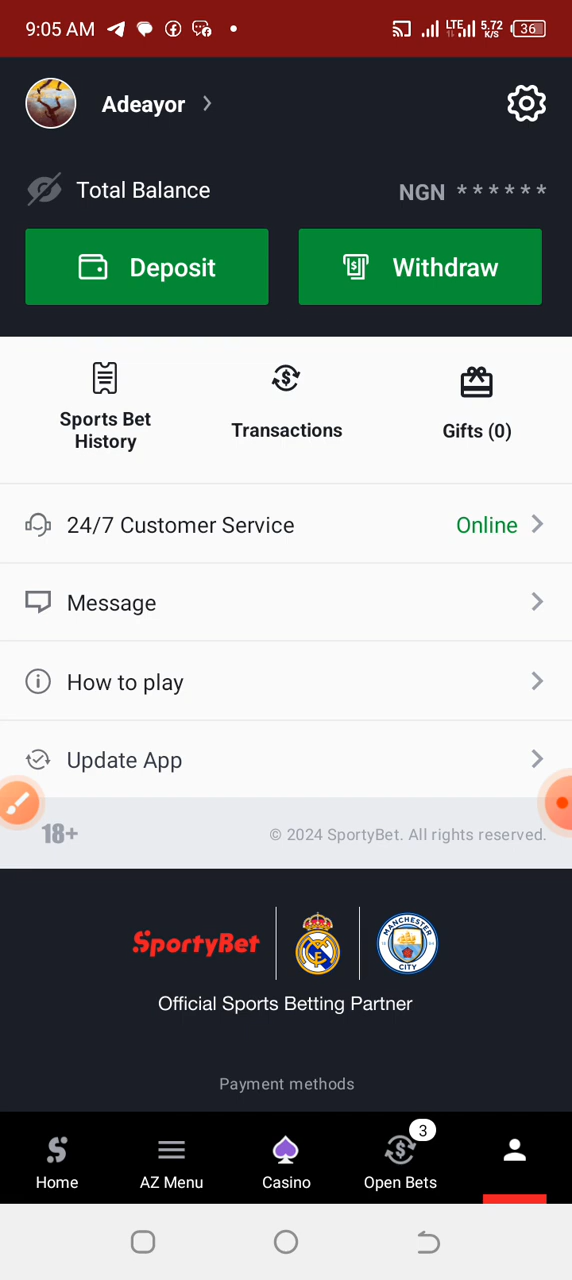 9:05 AM
LTE
5.72
K/S
36
Adeayor
Total Balance
NGN ******
Deposit
Withdraw
Sports Bet
History
Transactions
Gifts (0)
24/7 Customer Service
Online
Message
How to play
Update App
18+
© 2024 SportyBet. All rights reserved.
SportyBet
MANCHESTER
CITY
Official Sports Betting Partner
Payment methods
3
Home
AZ Menu
Casino
Open Bets